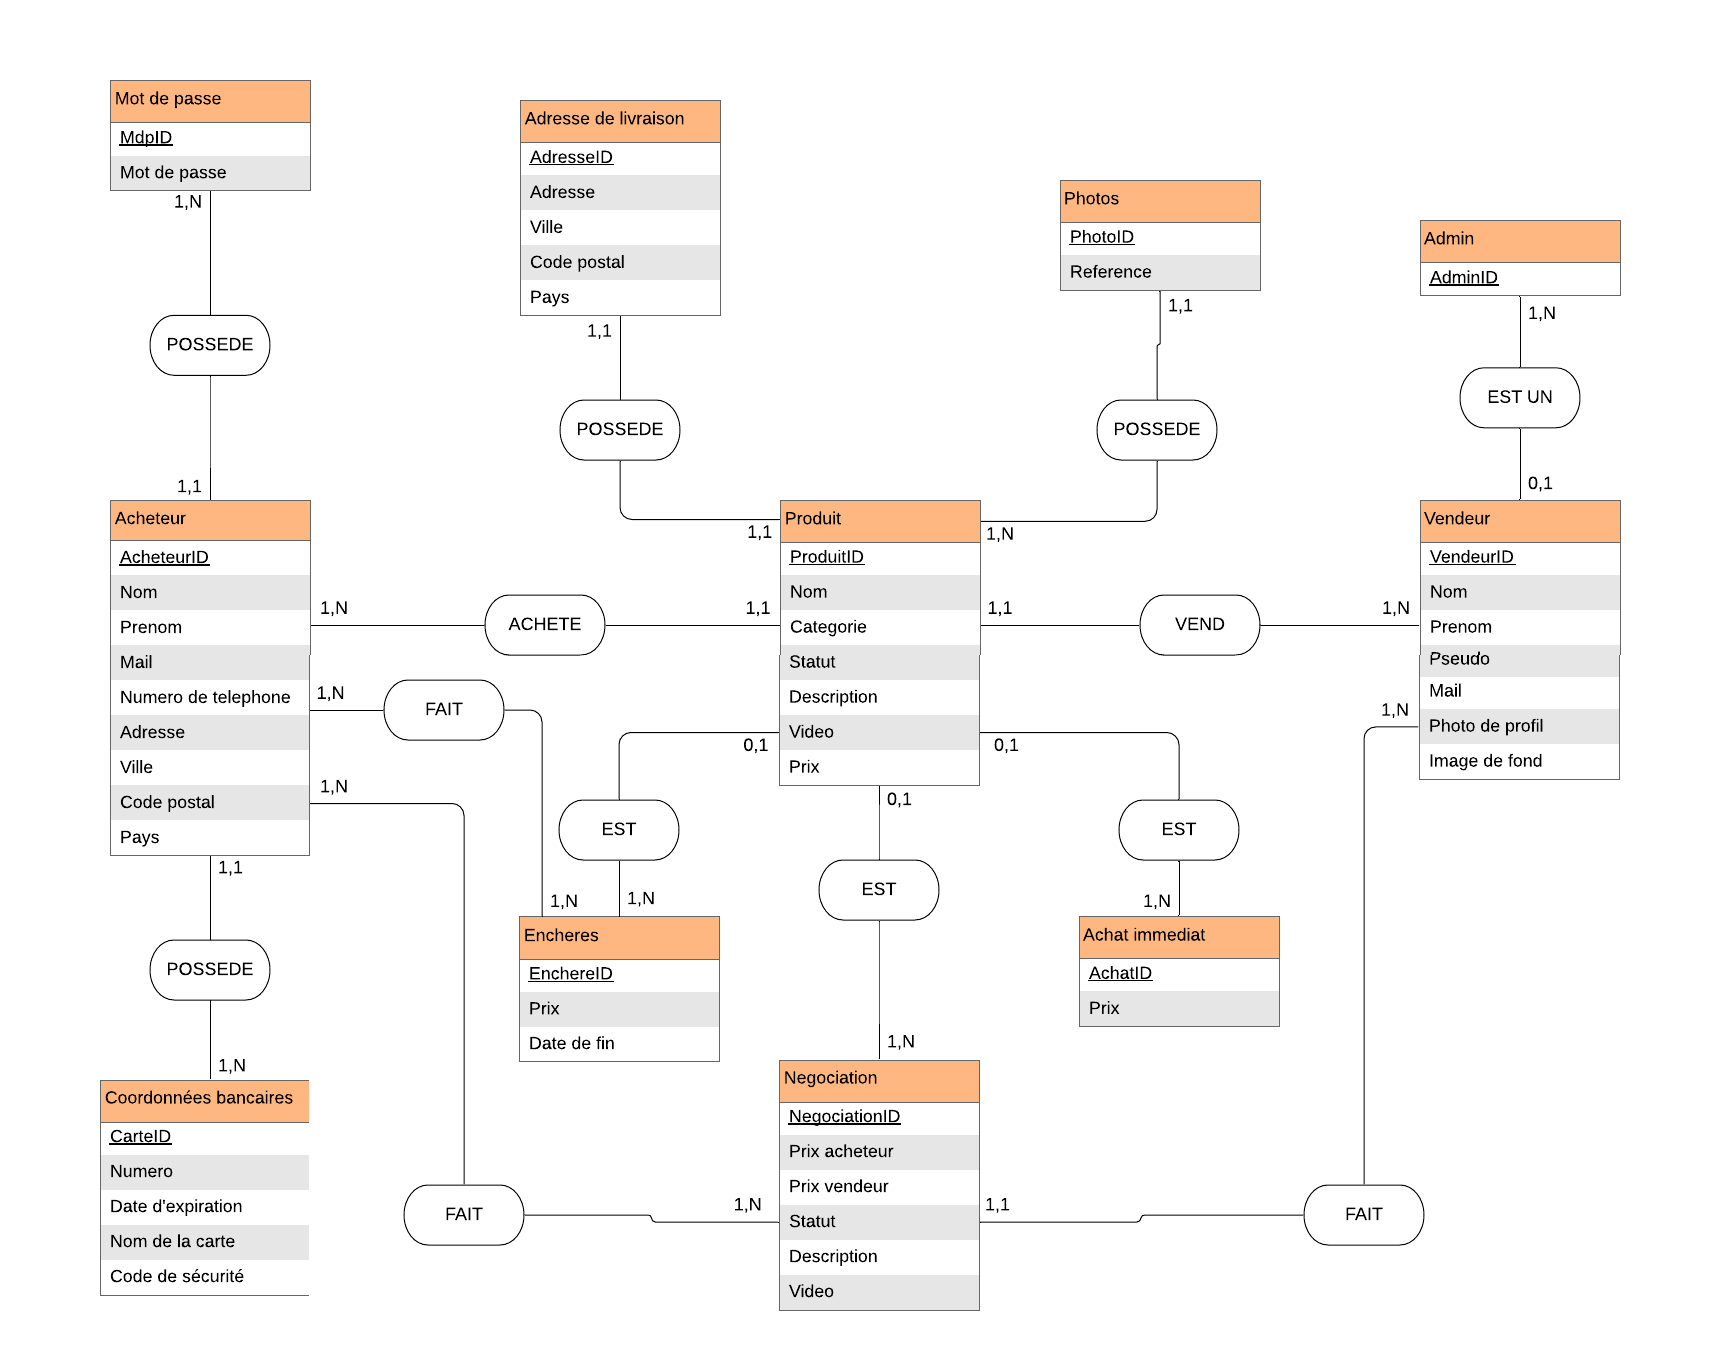 Mot de passe
MdpID
Mot de passe
1,N
POSSEDE
1,1
Adresse de livraison
AdresseID
Adresse
Ville
Code postal
Pays
1,1
POSSEDE
1,1
Photos
PhotoID
Reference
1,1
POSSEDE
1,N
Admin
AdminID
1,N
EST UN
0,1
Acheteur
AcheteurID
Nom
Prenom
Mail
Numero de telephone
Adresse
Ville
Code postal
Pays
1,N
ACHETE
1,1
Produit
ProduitID
Nom
Categorie
Statut
Description
Video
Prix
1,1
VEND
1,N
Vendeur
VendeurID
Nom
Prenom
Pseudo
Mail
Photo de profil
Image de fond
1,N
FAIT
1,N
1,N
0,1
EST
1,N
0,1
EST
1,N
0,1
EST
1,N
1,N
1,1
POSSEDE
1,N
Encheres
EnchereID
Prix
Date de fin
Achat immediat
AchatID
Prix
Coordonnées bancaires
CarteID
Numero
Date d'expiration
Nom de la carte
Code de sécurité
FAIT
1,N
Negociation
NegociationID
Prix acheteur
Prix vendeur
Statut
Description
Video
1,1
FAIT